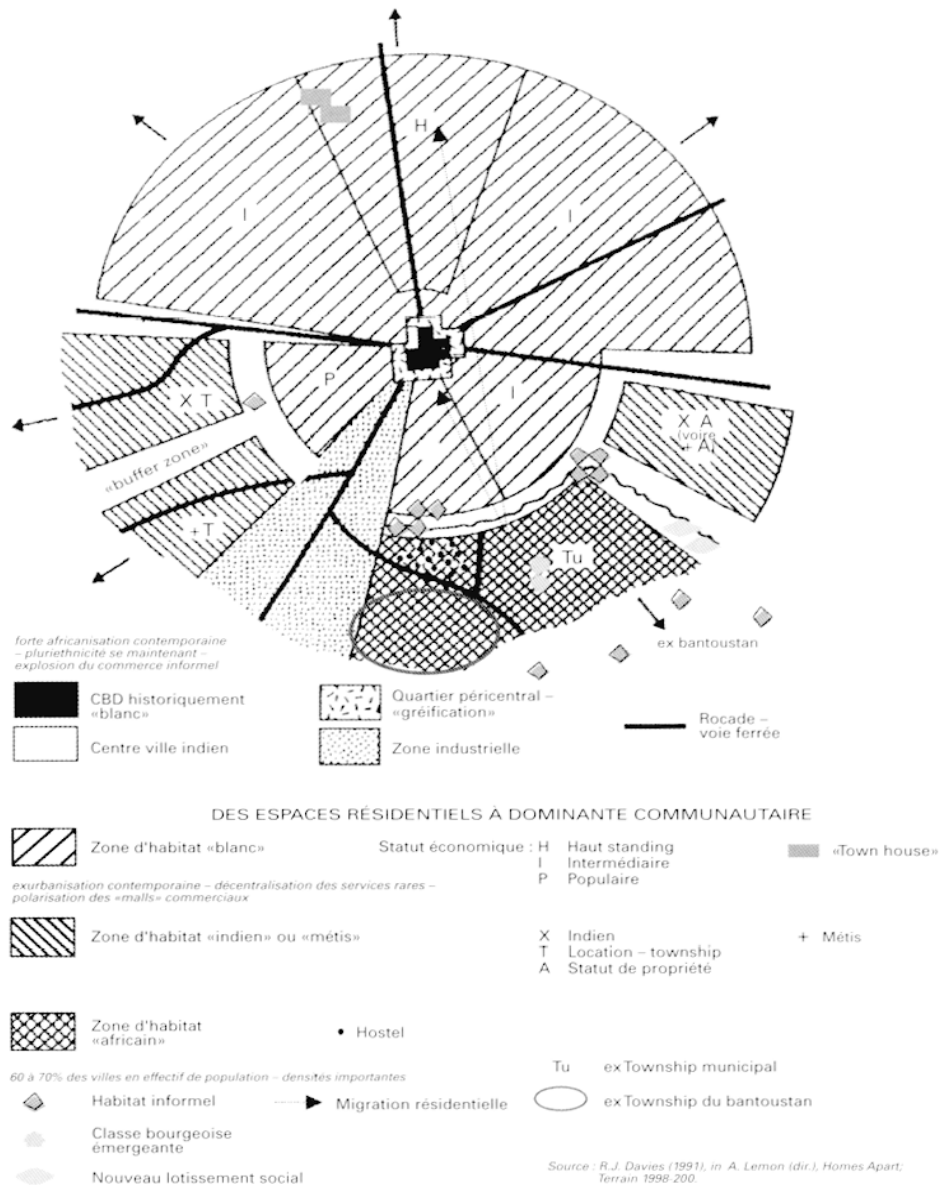 H
I
I
P
I
X T
X A
(voire
+ A)
«buffer zone»
+T
Tu
ex bantoustan
forte africanisation contemporaine
– pluriethnicité se maintenant –
explosion du commerce informel
CBD historiquement
«blanc»
Quartier péricentral –
«gréification»
Rocade –
voie ferrée
Centre ville indien
Zone industrielle
DES ESPACES RÉSIDENTIELS À DOMINANTE COMMUNAUTAIRE
Zone d'habitat «blanc»
Statut économique : H Haut standing
I Intermédiaire
P Populaire
«Town house»
exurbanisation contemporaine – décentralisation des services rares –
polarisation des «malls» commerciaux
Zone d'habitat «indien» ou «métis»
X Indien
T Location – township
A Statut de propriété
+ Métis
Zone d'habitat
«africain»
Hostel
60 à 70% des villes en effectif de population – densités importantes
Tu ex Township municipal
Habitat informel
Migration résidentielle
ex Township du bantoustan
Classe bourgeoise
émergeante
Nouveau lotissement social
Source : R.J. Davies (1991), in A. Lemon (dir.), Homes Apart;
Terrain 1998-200.